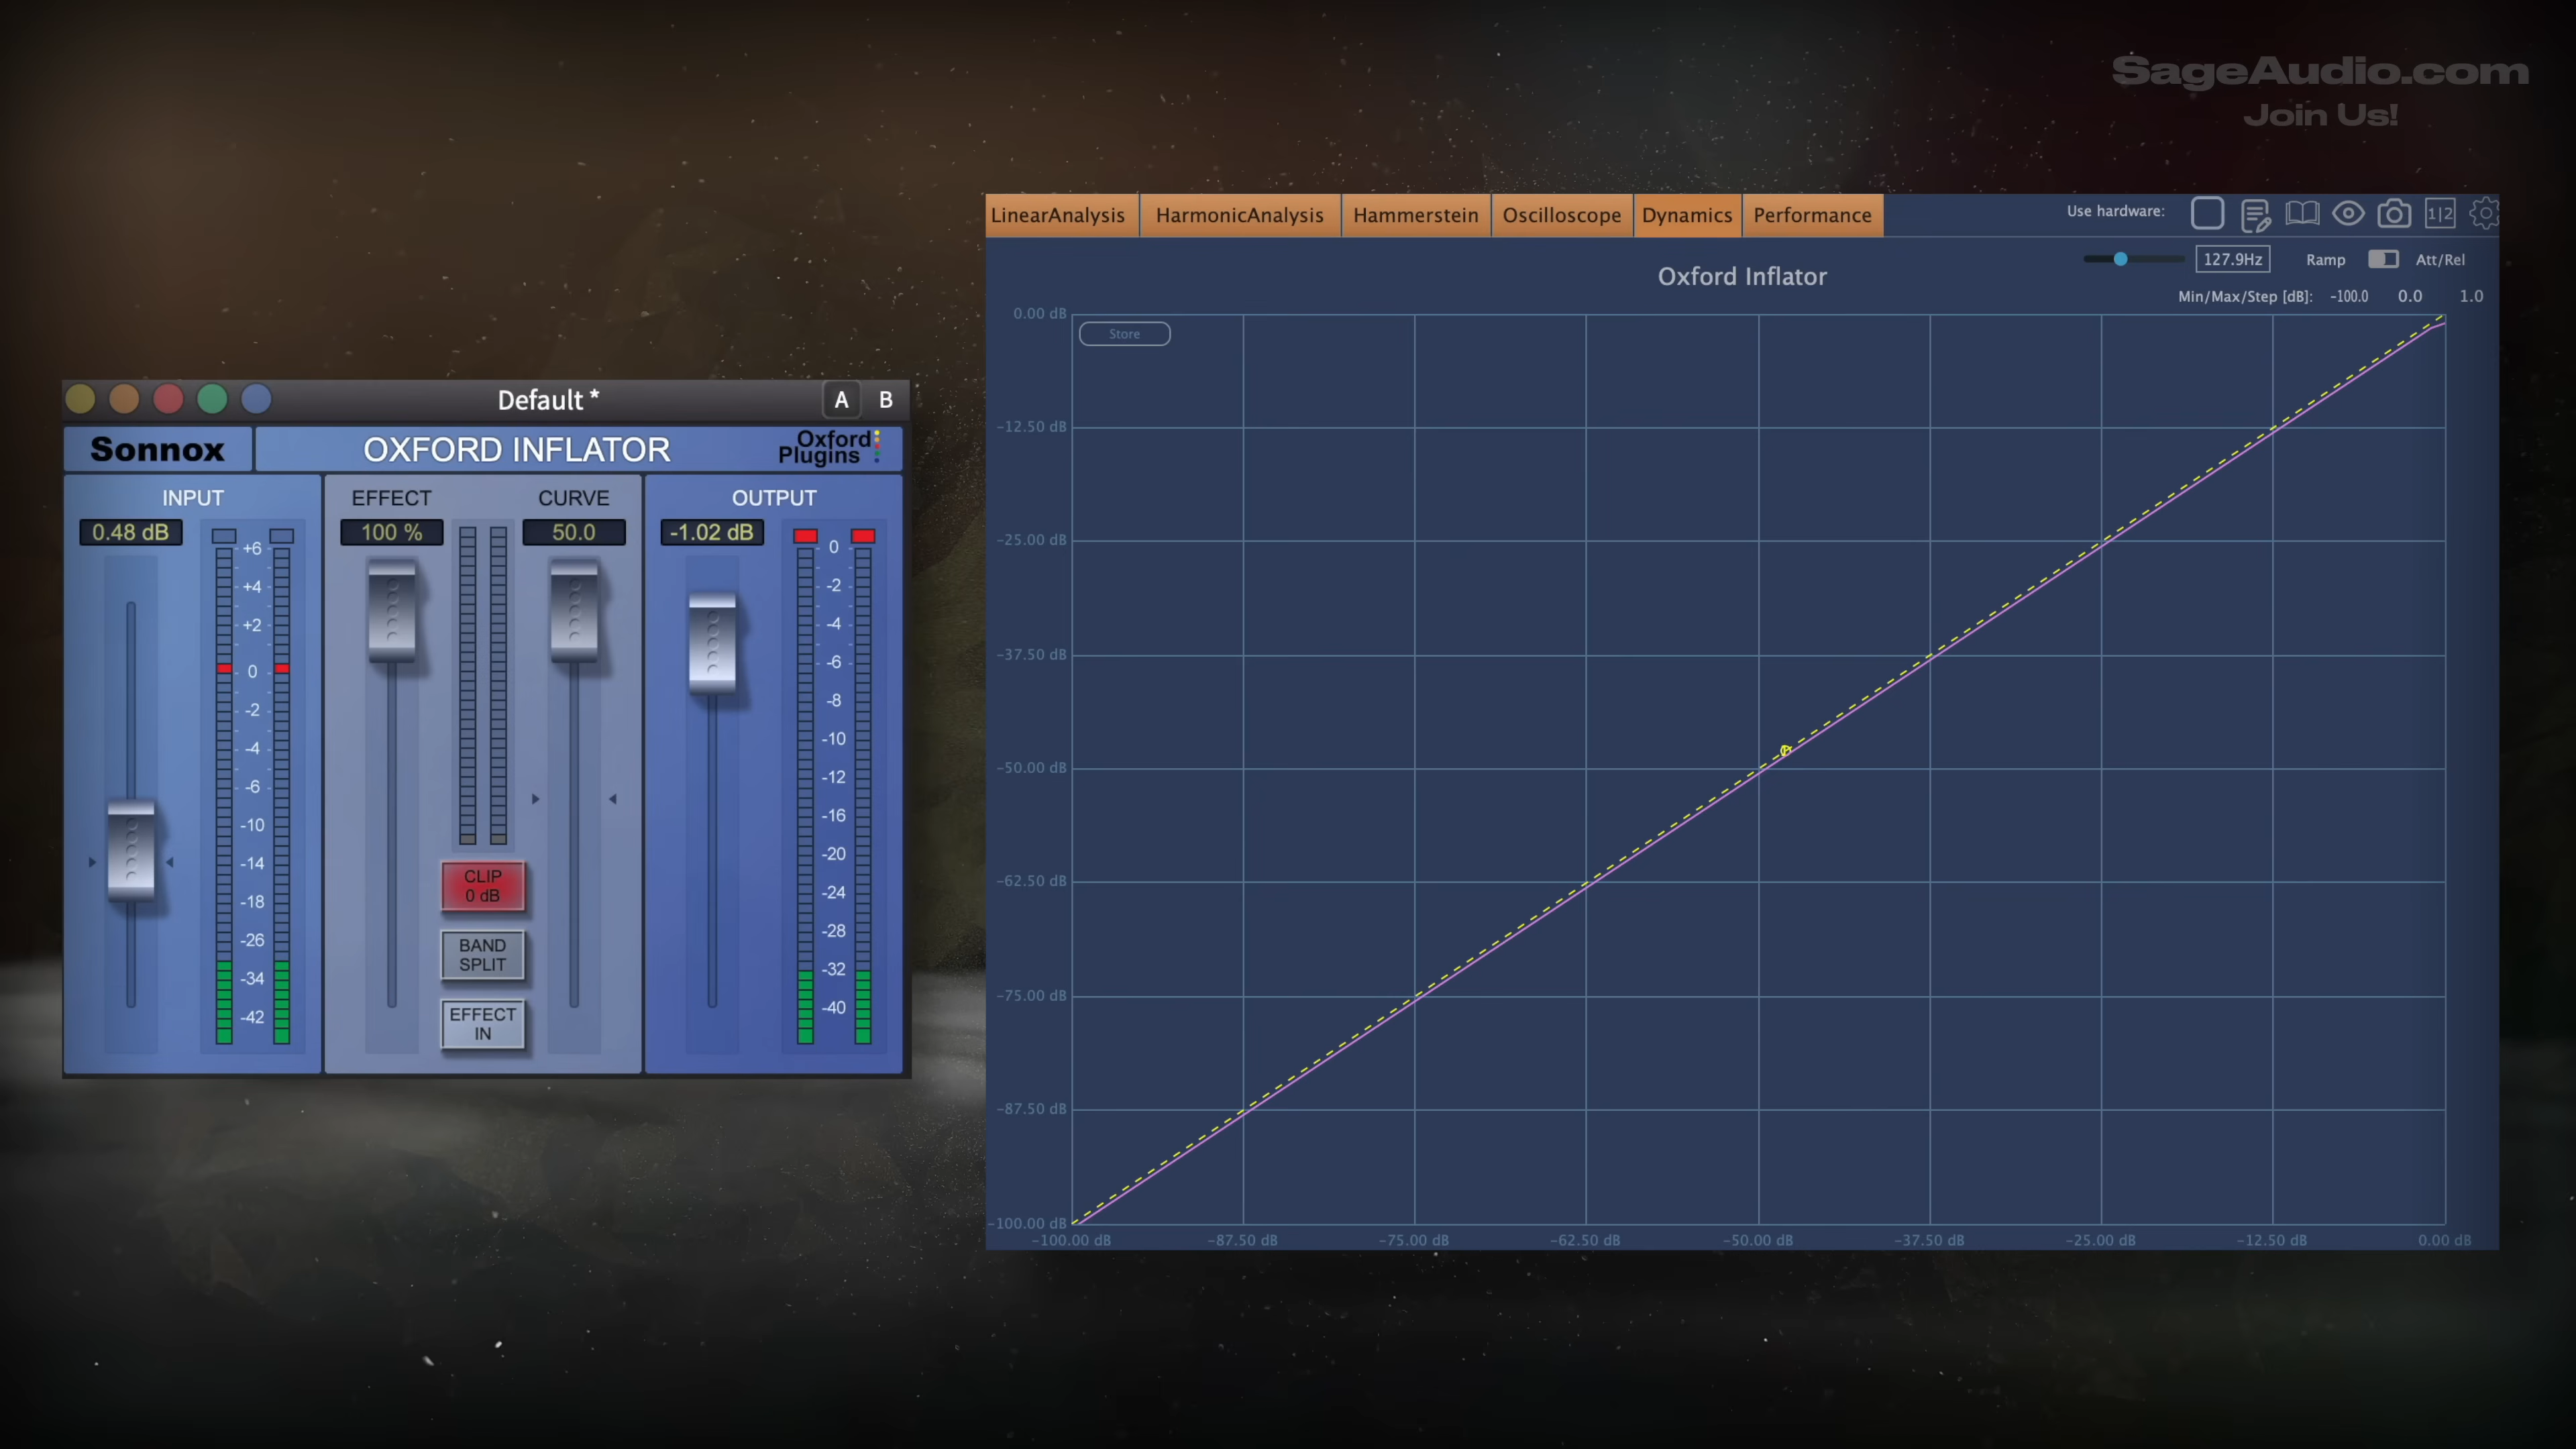 SageAudio.com
Join Us!
LinearAnalysis HarmonicAnalysis Hammerstein Oscilloscope Dynamics Performance
Use hardware:
1|2
127.9Hz Ramp Att/Rel
Oxford Inflator
Min/Max/Step [dB]: -100.0 0.0 1.0
Store
0.00 dB
-12.50 dB
-25.00 dB
-37.50 dB
-50.00 dB
-62.50 dB
-75.00 dB
-87.50 dB
-100.00 dB
-100.00 dB -87.50 dB -75.00 dB -62.50 dB -50.00 dB -37.50 dB -25.00 dB -12.50 dB 0.00 dB
Default * A B
Sonnox OXFORD INFLATOR Oxford
Plugins
INPUT EFFECT CURVE OUTPUT
0.48 dB 100 % 50.0 -1.02 dB
+6
+4
+2
0
-2
-4
-6
-10
-14
-18
-26
-34
-42
CLIP
0 dB
BAND
SPLIT
EFFECT
IN
0
-2
-4
-6
-8
-10
-12
-16
-20
-24
-28
-32
-40